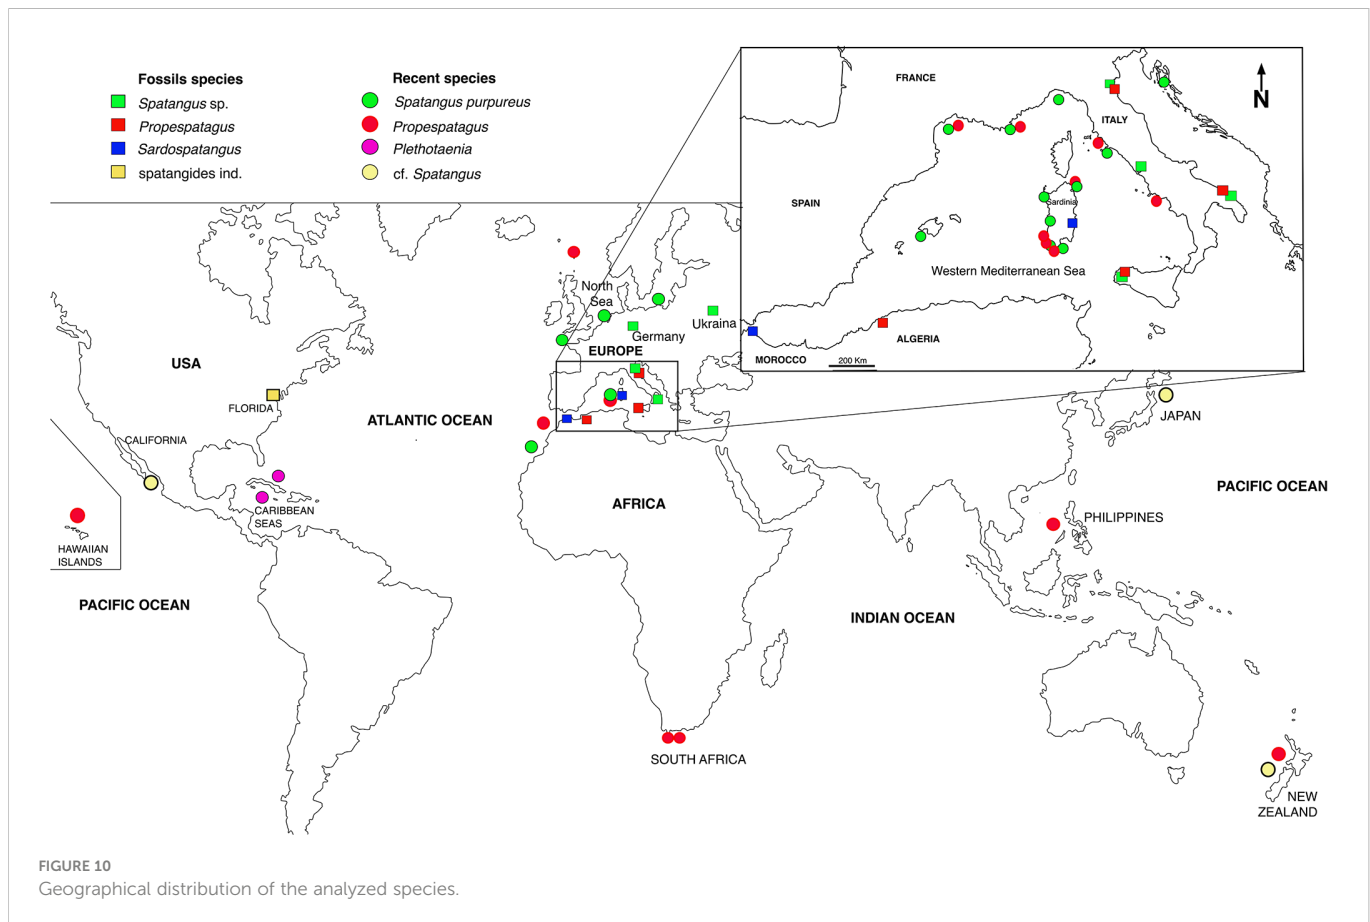 Fossils species
Spatangus sp.
Propespatagus
Sardospatangus
spatangides ind.
Recent species
Spatangus purpureus
Propespatagus
Plethotaenia
cf. Spatangus
FRANCE
N
ITALY
SPAIN
Sardinia
Western Mediterranean Sea
ALGERIA
6
MOROCCO
200 Km
North
Sea
Ukraina
Germany
EUROPE
USA
FLORIDA
ATLANTIC OCEAN
CALIFORNIA
JAPAN
PACIFIC OCEAN
AFRICA
CARIBBEAN
SEAS
PHILIPPINES
HAWAIIAN
ISLANDS
PACIFIC OCEAN
INDIAN OCEAN
SOUTH AFRICA
NEW
ZEALAND
FIGURE 10
Geographical distribution of the analyzed species.